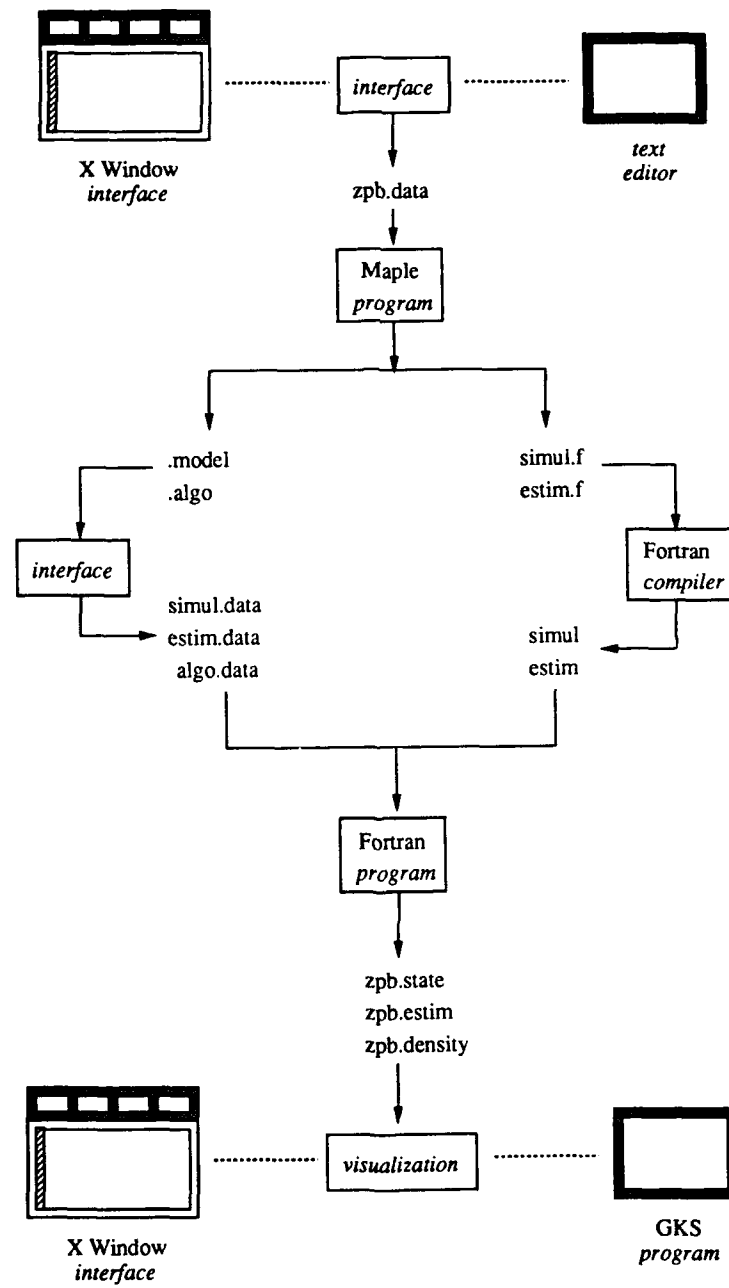 interface
X Window
interface
text
editor
zpb.data
Maple
program
.model
.algo
simul.f
estim.f
interface
Fortran
compiler
simul.data
estim.data
algo.data
simul
estim
Fortran
program
zpb.state
zpb.estim
zpb.density
visualization
X Window
interface
GKS
program